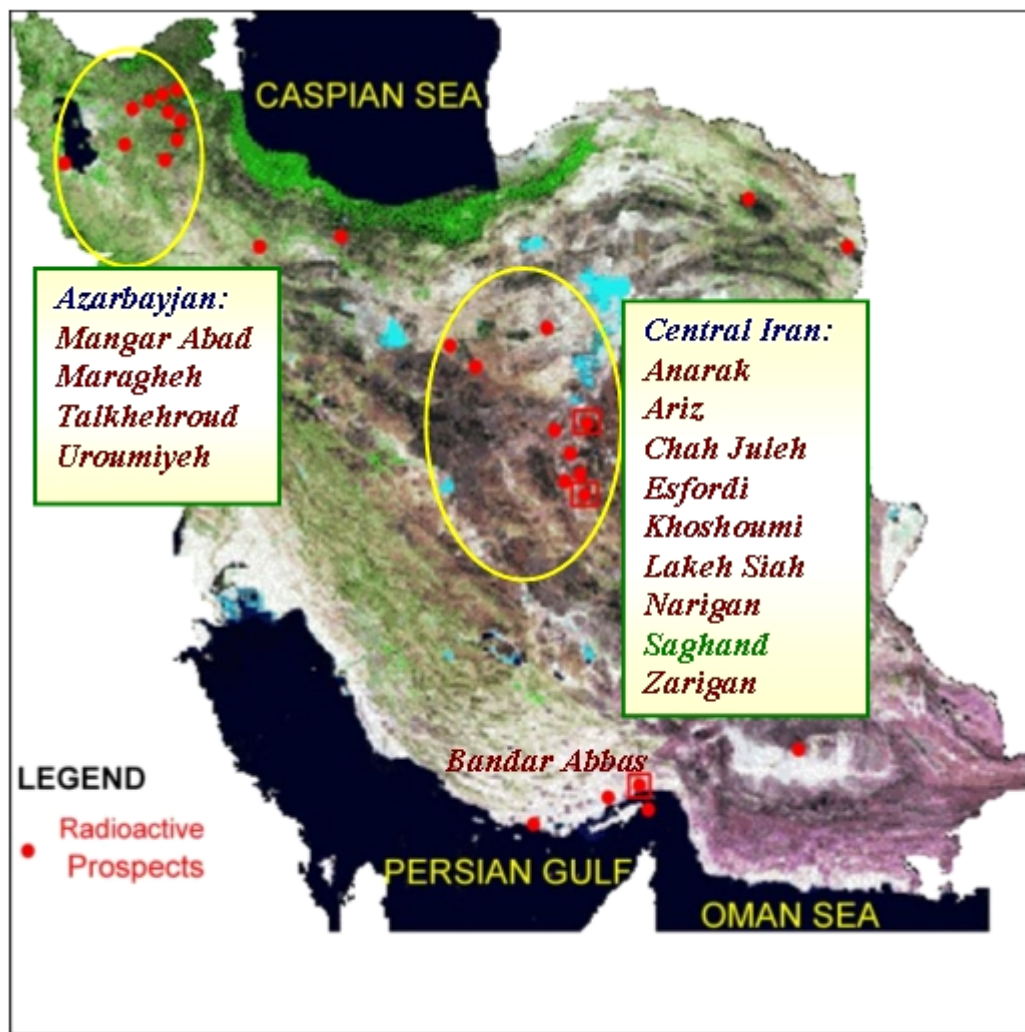 CASPIAN SEA
Azarbayjan:
Mangar Abad
Maragheh
Talkhehroud
Uroumiyeh
Central Iran:
Anarak
Ariz
Chah Juleh
Esfordi
Khoshoumi
Lakeh Siah
Narigan
Saghand
Zarigan
Bandar Abbas
LEGEND
Radioactive
Prospects
PERSIAN GULF
OMAN SEA